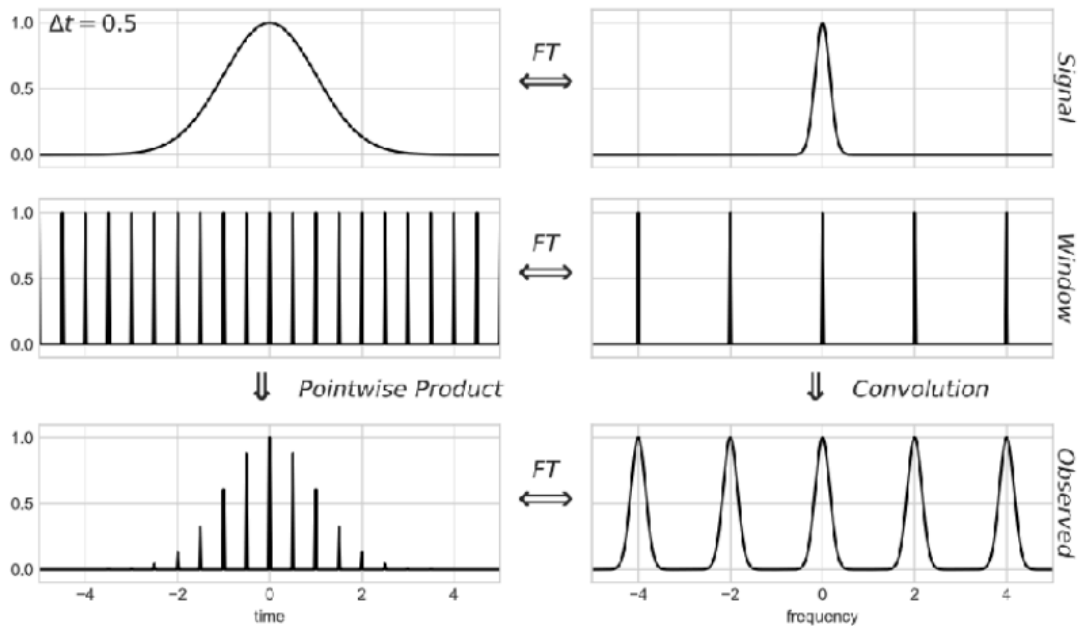 Δt = 0.5
1.0
0.5
0.0
FT
⇔
Signal
1.0
0.5
0.0
FT
⇔
Window
⇓ Pointwise Product
⇓ Convolution
1.0
0.5
0.0
FT
⇔
Observed
−4 −2 0 2 4
time
−4 −2 0 2 4
frequency